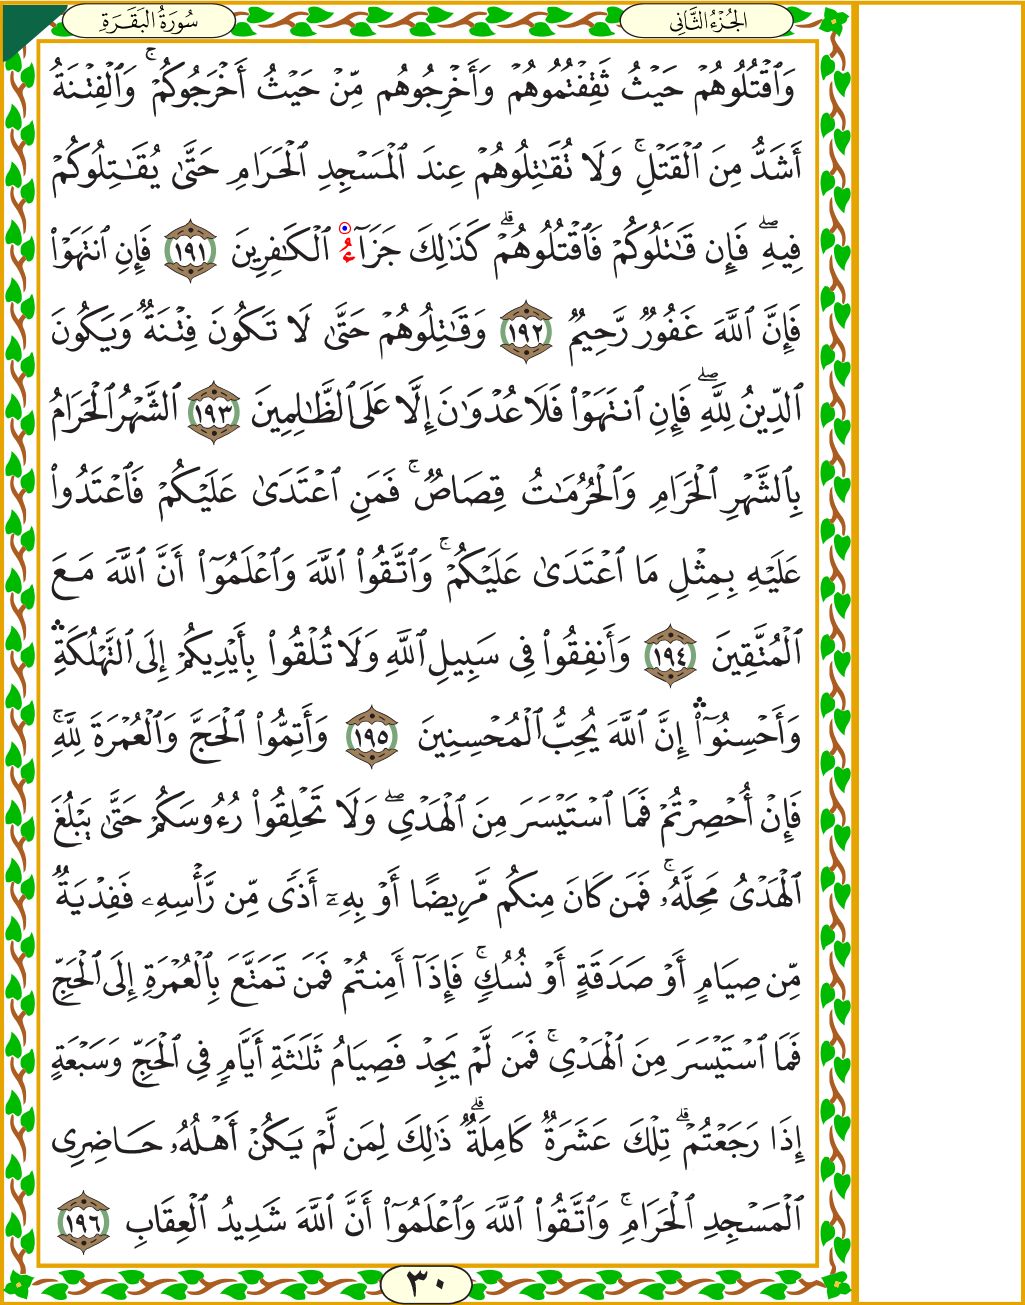 الجُزْءُ الثَّانِي
سُورَةُ البَقَرَةِ
وَٱقْتُلُوهُمْ حَيْثُ ثَقِفْتُمُوهُمْ وَأَخْرِجُوهُم مِّنْ حَيْثُ أَخْرَجُوكُمْ ۚ وَٱلْفِتْنَةُ
أَشَدُّ مِنَ ٱلْقَتْلِ ۚ وَلَا تُقَـٰتِلُوهُمْ عِندَ ٱلْمَسْجِدِ ٱلْحَرَامِ حَتَّىٰ يُقَـٰتِلُوكُمْ
فِيهِ ۖ فَإِن قَـٰتَلُوكُمْ فَٱقْتُلُوهُمْ ۗ كَذَٰلِكَ جَزَآءُ ٱلْكَـٰفِرِينَ ١٩١ فَإِنِ ٱنتَهَوْا۟
فَإِنَّ ٱللَّهَ غَفُورٌ رَّحِيمٌ ١٩٢ وَقَـٰتِلُوهُمْ حَتَّىٰ لَا تَكُونَ فِتْنَةٌ وَيَكُونَ
ٱلدِّينُ لِلَّهِ ۖ فَإِنِ ٱنتَهَوْا۟ فَلَا عُدْوَٰنَ إِلَّا عَلَى ٱلظَّـٰلِمِينَ ١٩٣ ٱلشَّهْرُ ٱلْحَرَامُ
بِٱلشَّهْرِ ٱلْحَرَامِ وَٱلْحُرُمَـٰتُ قِصَاصٌ ۚ فَمَنِ ٱعْتَدَىٰ عَلَيْكُمْ فَٱعْتَدُوا۟
عَلَيْهِ بِمِثْلِ مَا ٱعْتَدَىٰ عَلَيْكُمْ ۚ وَٱتَّقُوا۟ ٱللَّهَ وَٱعْلَمُوٓا۟ أَنَّ ٱللَّهَ مَعَ
ٱلْمُتَّقِينَ ١٩٤ وَأَنفِقُوا۟ فِى سَبِيلِ ٱللَّهِ وَلَا تُلْقُوا۟ بِأَيْدِيكُمْ إِلَى ٱلتَّهْلُكَةِ ۛ
وَأَحْسِنُوٓا۟ ۛ إِنَّ ٱللَّهَ يُحِبُّ ٱلْمُحْسِنِينَ ١٩٥ وَأَتِمُّوا۟ ٱلْحَجَّ وَٱلْعُمْرَةَ لِلَّهِ ۚ
فَإِنْ أُحْصِرْتُمْ فَمَا ٱسْتَيْسَرَ مِنَ ٱلْهَدْىِ ۖ وَلَا تَحْلِقُوا۟ رُءُوسَكُمْ حَتَّىٰ يَبْلُغَ
ٱلْهَدْىُ مَحِلَّهُۥ ۚ فَمَن كَانَ مِنكُم مَّرِيضًا أَوْ بِهِۦٓ أَذًى مِّن رَّأْسِهِۦ فَفِدْيَةٌ
مِّن صِيَامٍ أَوْ صَدَقَةٍ أَوْ نُسُكٍ ۚ فَإِذَآ أَمِنتُمْ فَمَن تَمَتَّعَ بِٱلْعُمْرَةِ إِلَى ٱلْحَجِّ
فَمَا ٱسْتَيْسَرَ مِنَ ٱلْهَدْىِ ۚ فَمَن لَّمْ يَجِدْ فَصِيَامُ ثَلَـٰثَةِ أَيَّامٍ فِى ٱلْحَجِّ وَسَبْعَةٍ
إِذَا رَجَعْتُمْ ۗ تِلْكَ عَشَرَةٌ كَامِلَةٌ ۗ ذَٰلِكَ لِمَن لَّمْ يَكُنْ أَهْلُهُۥ حَاضِرِى
ٱلْمَسْجِدِ ٱلْحَرَامِ ۚ وَٱتَّقُوا۟ ٱللَّهَ وَٱعْلَمُوٓا۟ أَنَّ ٱللَّهَ شَدِيدُ ٱلْعِقَابِ ١٩٦
٣٠